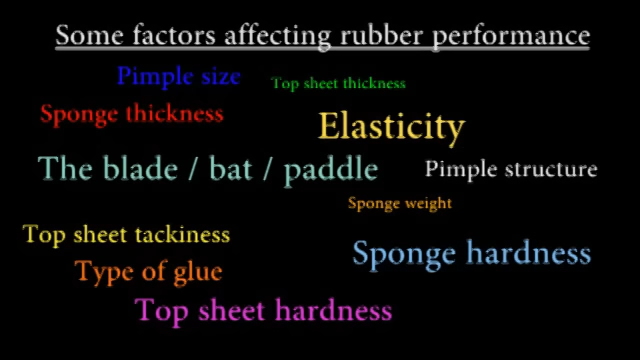 Some factors affecting rubber performance
Pimple size
Top sheet thickness
Sponge thickness
Elasticity
The blade / bat / paddle
Pimple structure
Sponge weight
Top sheet tackiness
Sponge hardness
Type of glue
Top sheet hardness